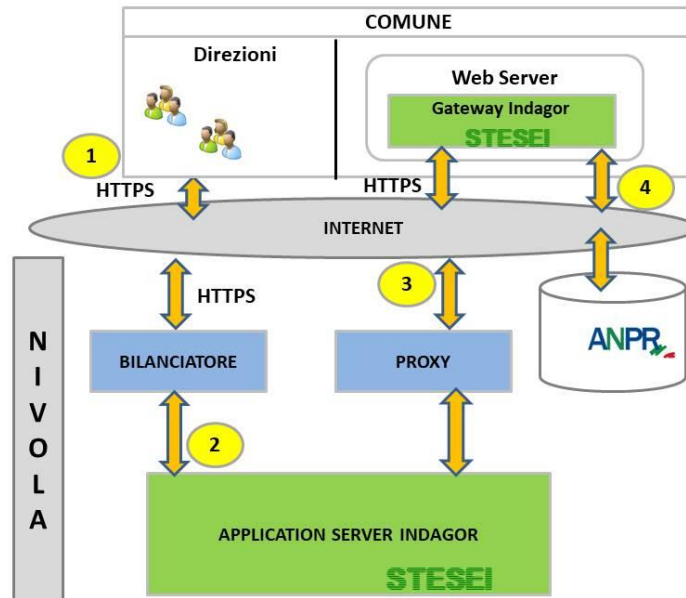 COMUNE
Direzioni
Web Server
Gateway Indagor
STESEI
1
HTTPS
HTTPS
4
INTERNET
3
HTTPS
NIVOLA
BILANCIATORE
PROXY
ANPR
2
APPLICATION SERVER INDAGOR
STESEI